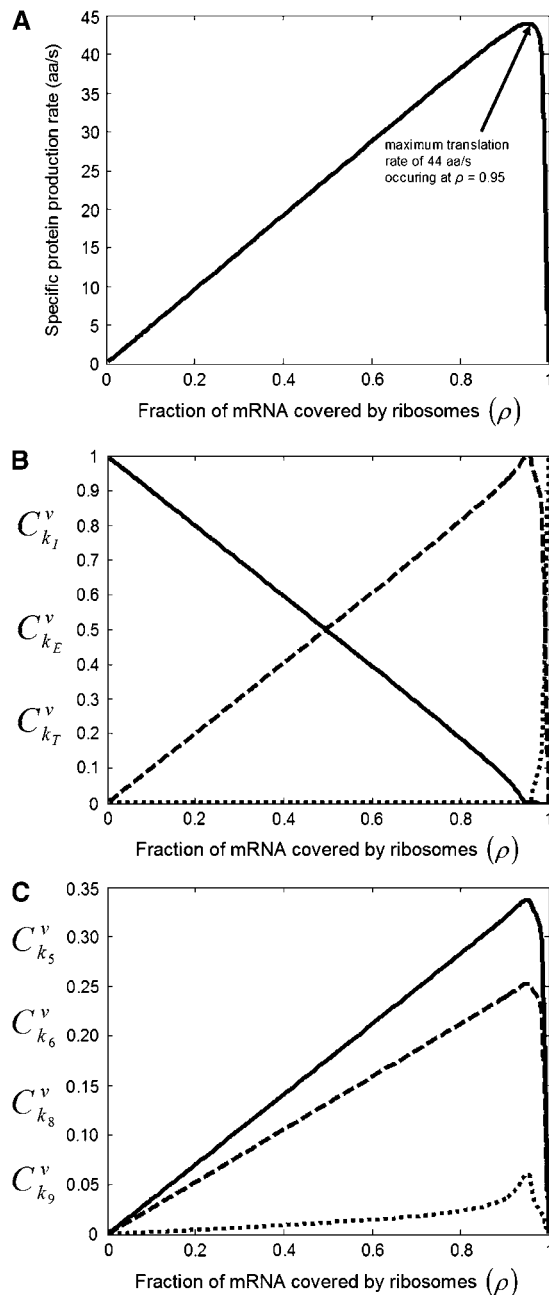 A
Specific protein production rate (aa/s)
45
40
35
30
25
20
15
10
5
0
maximum translation
rate of 44 aa/s
occuring at ρ = 0.95
0 0.2 0.4 0.6 0.8 1
Fraction of mRNA covered by ribosomes (ρ)
B
C^v_{k_I}
C^v_{k_E}
C^v_{k_T}
1
0.9
0.8
0.7
0.6
0.5
0.4
0.3
0.2
0.1
0
0 0.2 0.4 0.6 0.8 1
Fraction of mRNA covered by ribosomes (ρ)
C
C^v_{k_5}
C^v_{k_6}
C^v_{k_8}
C^v_{k_9}
0.35
0.30
0.25
0.20
0.15
0.10
0.05
0
0 0.2 0.4 0.6 0.8 1
Fraction of mRNA covered by ribosomes (ρ)